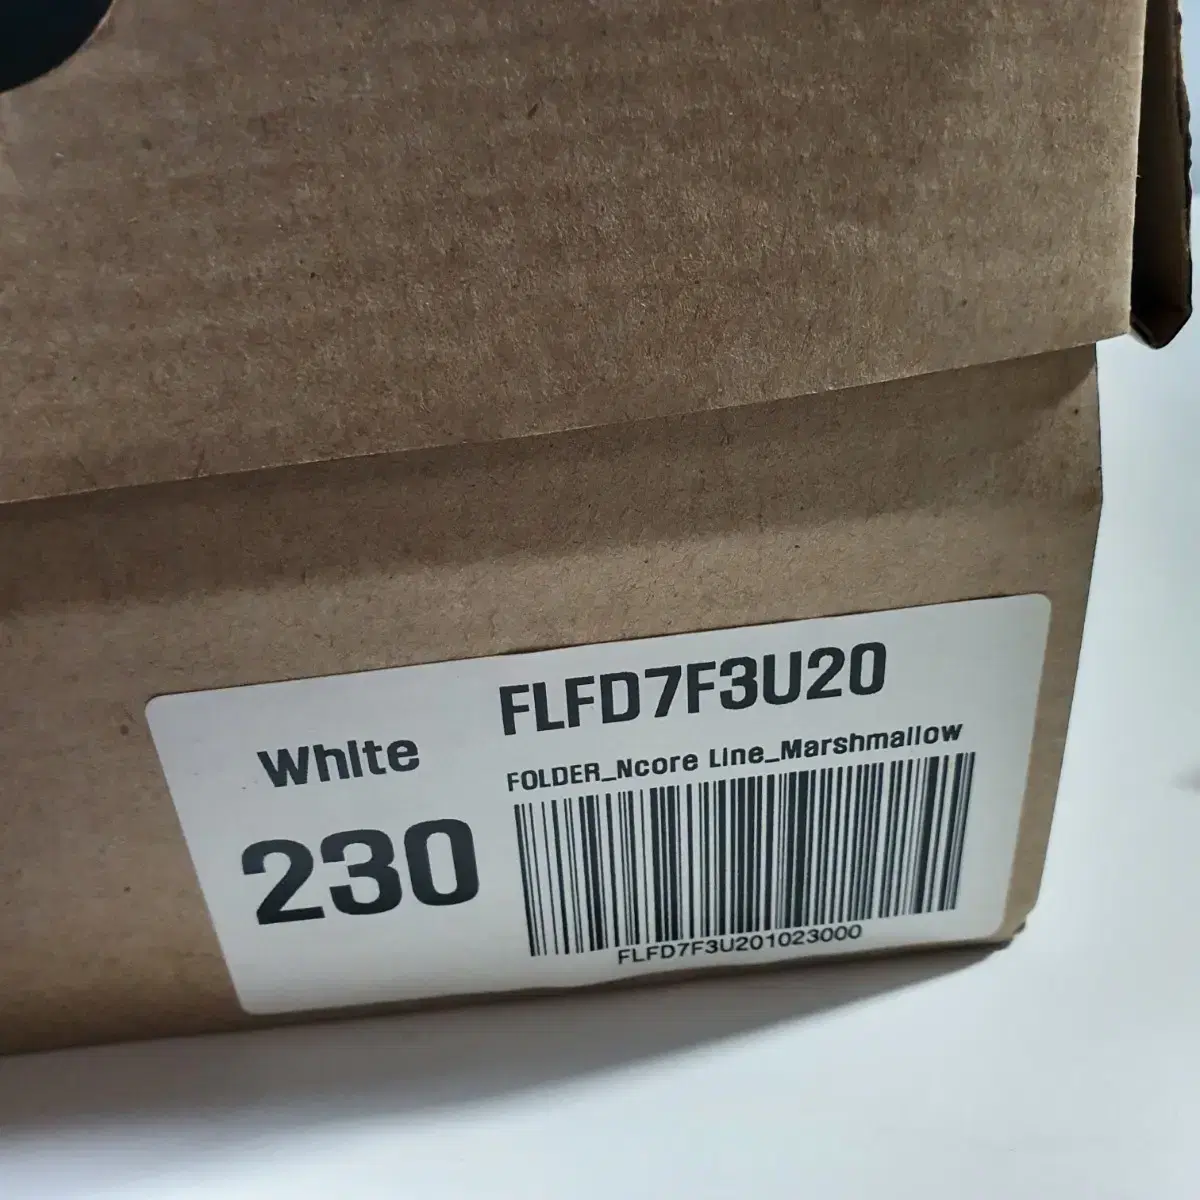 White
230
FLFD7F3U20
FOLDER_Ncore Line_Marshmallow
FLFD7F3U201023000